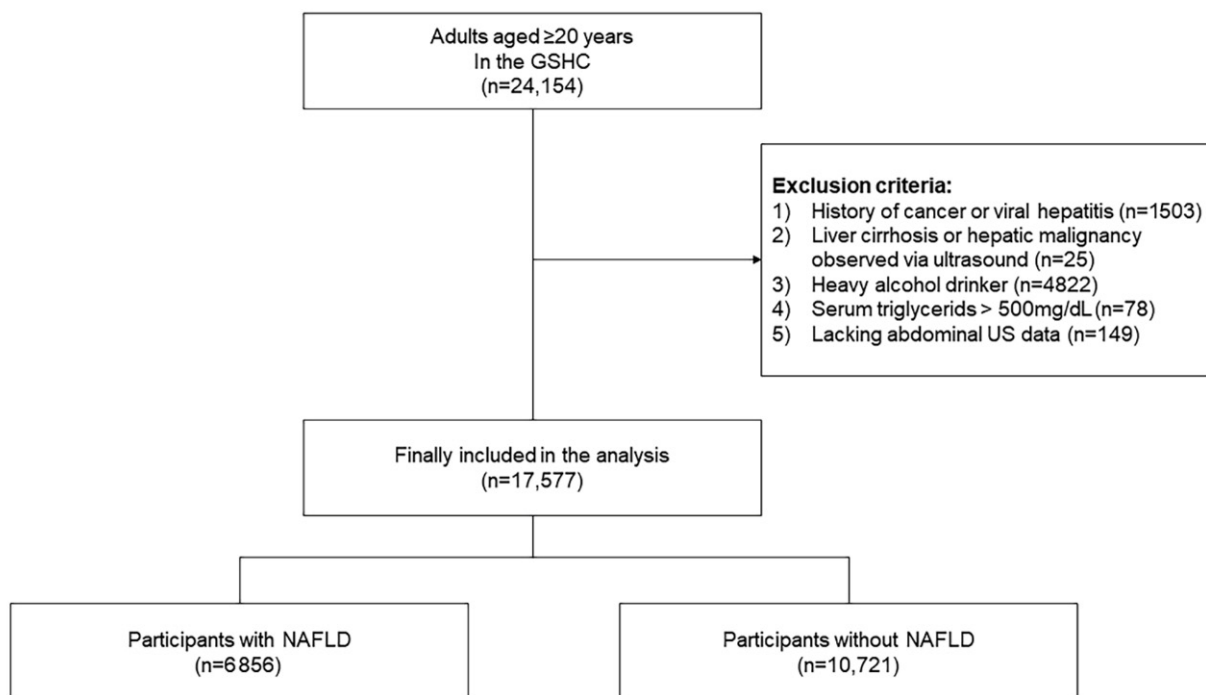 Adults aged ≥20 years
In the GSHC
(n=24,154)
Exclusion criteria:
1) History of cancer or viral hepatitis (n=1503)
2) Liver cirrhosis or hepatic malignancy
observed via ultrasound (n=25)
3) Heavy alcohol drinker (n=4822)
4) Serum triglycerids > 500mg/dL (n=78)
5) Lacking abdominal US data (n=149)
Finally included in the analysis
(n=17,577)
Participants with NAFLD
(n=6856)
Participants without NAFLD
(n=10,721)